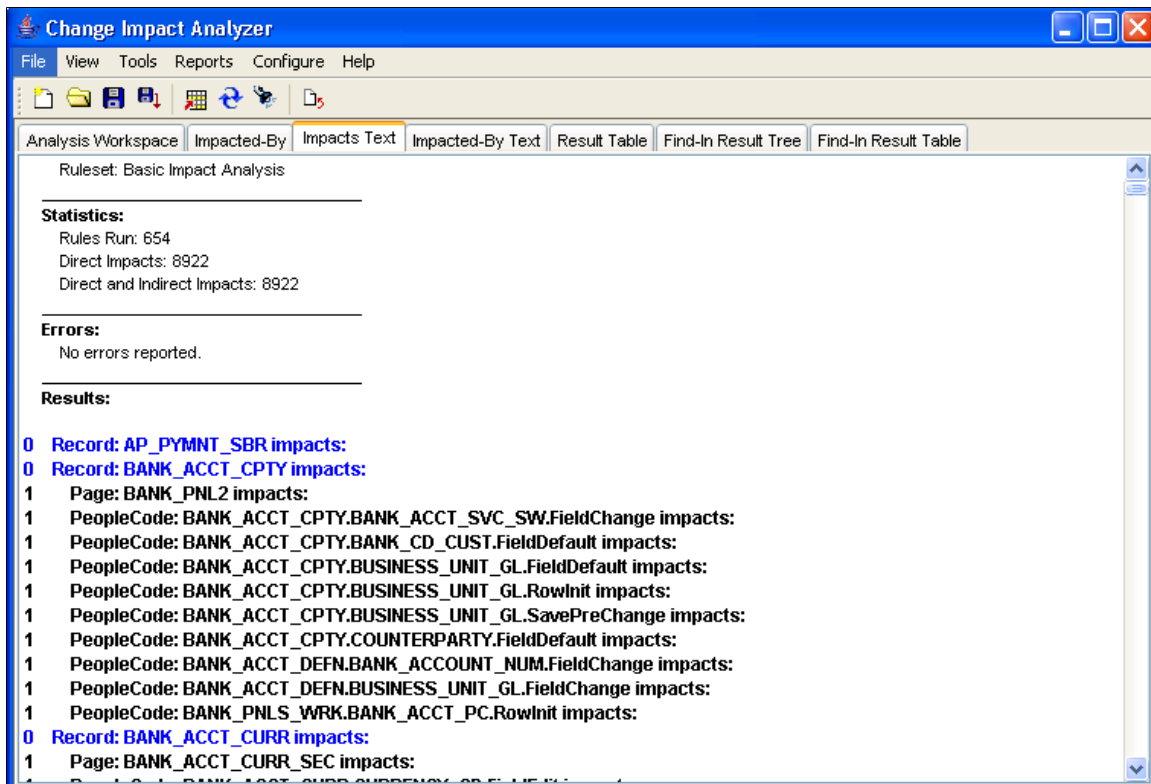 Change Impact Analyzer
File View Tools Reports Configure Help
Analysis Workspace Impacted-By Impacts Text Impacted-By Text Result Table Find-In Result Tree Find-In Result Table
Ruleset: Basic Impact Analysis
Statistics:
Rules Run: 654
Direct Impacts: 8922
Direct and Indirect Impacts: 8922
Errors:
No errors reported.
Results:
0 Record: AP_PYMNT_SBR impacts:
0 Record: BANK_ACCT_CPTY impacts:
1 Page: BANK_PNL2 impacts:
1 PeopleCode: BANK_ACCT_CPTY.BANK_ACCT_SVC_SW.FieldChange impacts:
1 PeopleCode: BANK_ACCT_CPTY.BANK_CD_CUST.FieldDefault impacts:
1 PeopleCode: BANK_ACCT_CPTY.BUSINESS_UNIT_GL.FieldDefault impacts:
1 PeopleCode: BANK_ACCT_CPTY.BUSINESS_UNIT_GL.RowInit impacts:
1 PeopleCode: BANK_ACCT_CPTY.BUSINESS_UNIT_GL.SavePreChange impacts:
1 PeopleCode: BANK_ACCT_CPTY.COUNTERPARTY.FieldDefault impacts:
1 PeopleCode: BANK_ACCT_DEFN.BANK_ACCOUNT_NUM.FieldChange impacts:
1 PeopleCode: BANK_ACCT_DEFN.BUSINESS_UNIT_GL.FieldChange impacts:
1 PeopleCode: BANK_PNLS_WRK.BANK_ACCT_PC.RowInit impacts:
0 Record: BANK_ACCT_CURR impacts:
1 Page: BANK_ACCT_CURR_SEC impacts: